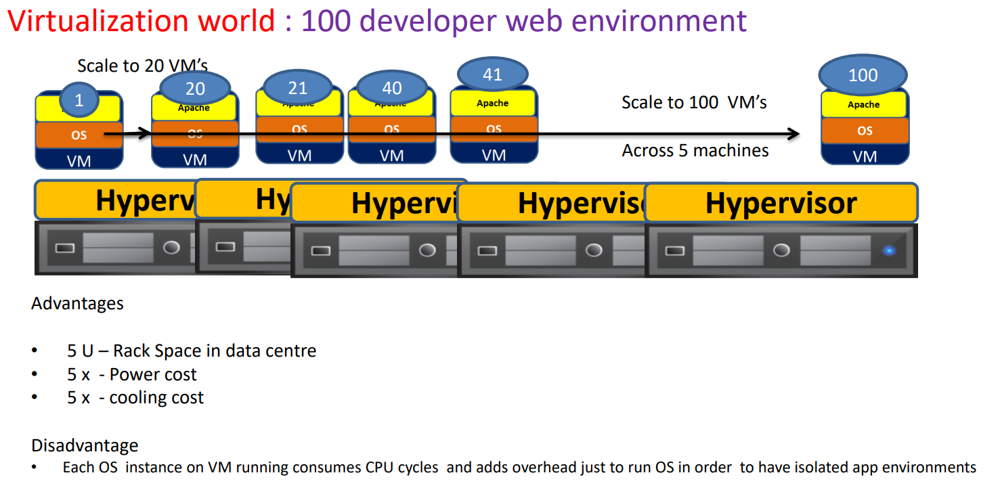 Virtualization world : 100 developer web environment
Scale to 20 VM's
1
20
21
40
41
100
Apache
Apache
Apache
Apache
Apache
Scale to 100 VM's
OS
OS
OS
OS
OS
OS
Across 5 machines
VM
VM
VM
VM
VM
VM
Hyperv
Hy
Hypervi
Hyperviso
Hypervisor
Advantages
• 5 U – Rack Space in data centre
• 5 x - Power cost
• 5 x - cooling cost
Disadvantage
• Each OS instance on VM running consumes CPU cycles and adds overhead just to run OS in order to have isolated app environments